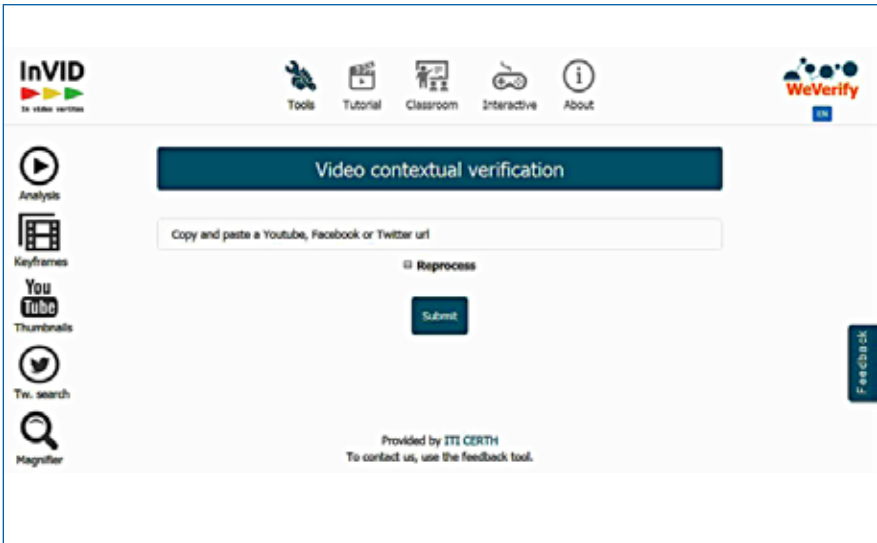 InVID
In video veritas
Tools
Tutorial
Classroom
Interactive
About
WeVerify
EN
Analysis
Keyframes
You
Tube
Thumbnails
Tw. search
Magnifier
Video contextual verification
Copy and paste a Youtube, Facebook or Twitter url
Reprocess
Submit
Feedback
Provided by ITI CERTH
To contact us, use the feedback tool.